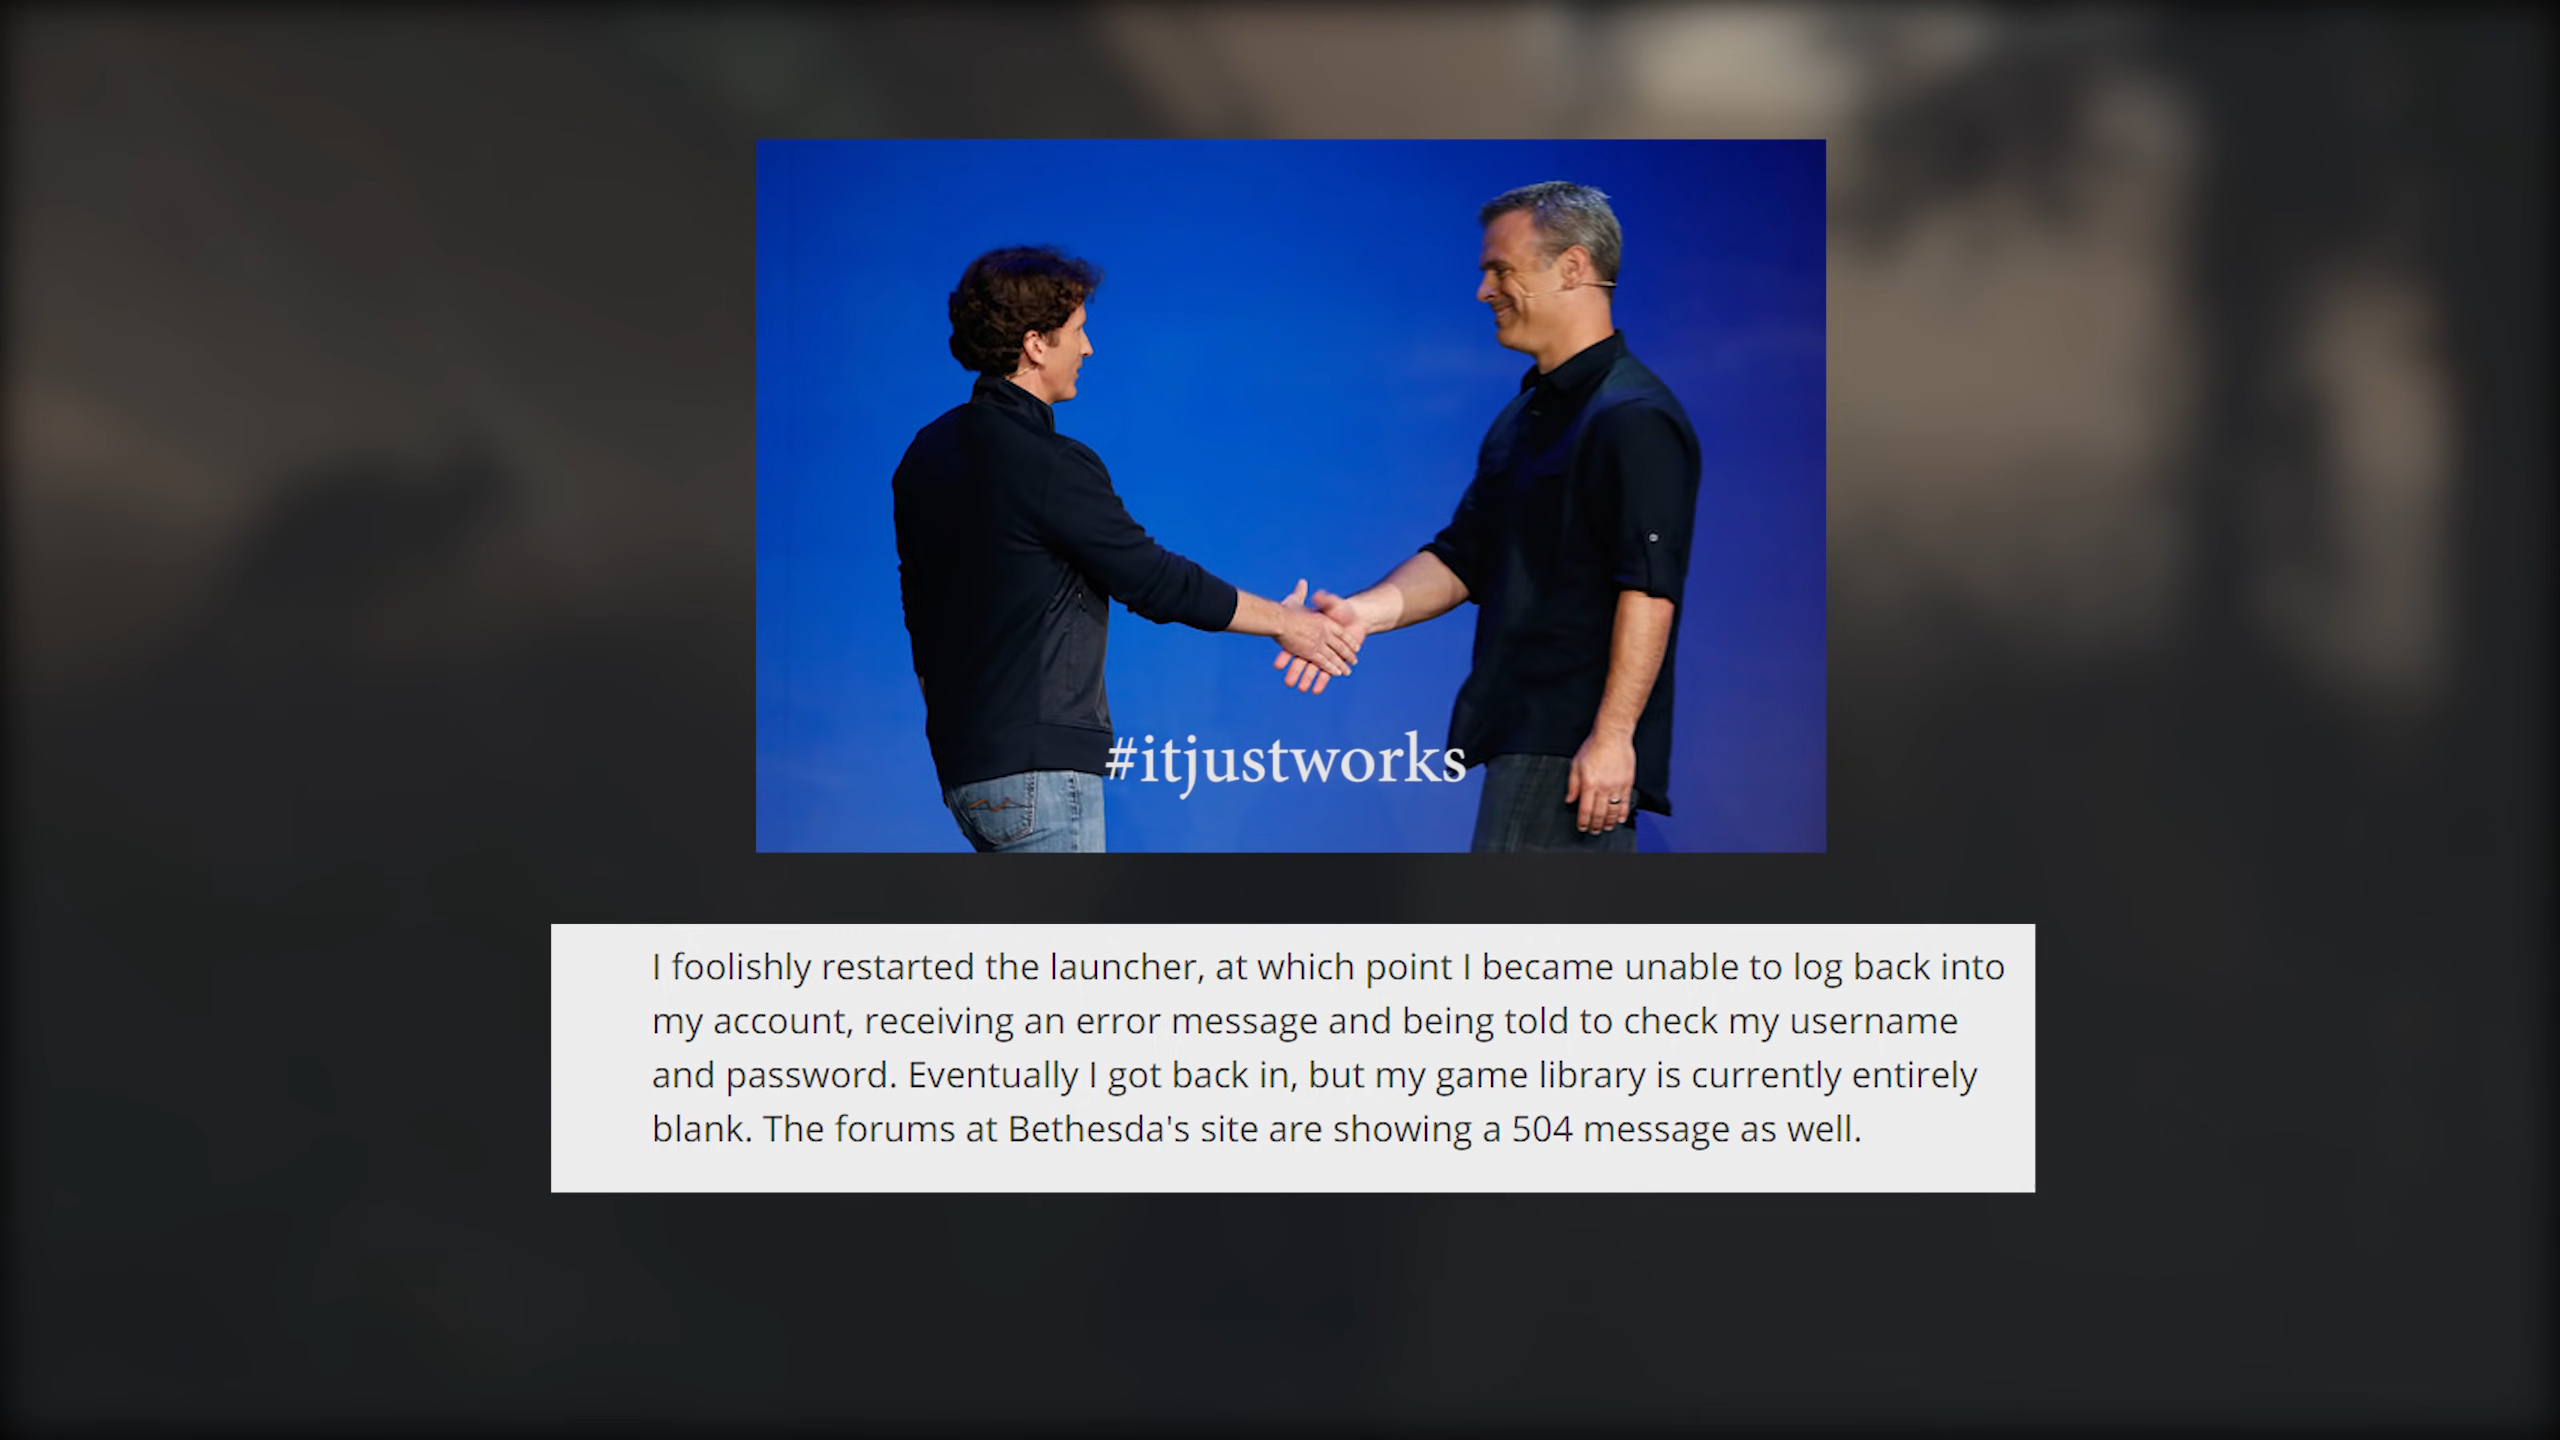 #itjustworks
I foolishly restarted the launcher, at which point I became unable to log back into
my account, receiving an error message and being told to check my username
and password. Eventually I got back in, but my game library is currently entirely
blank. The forums at Bethesda's site are showing a 504 message as well.